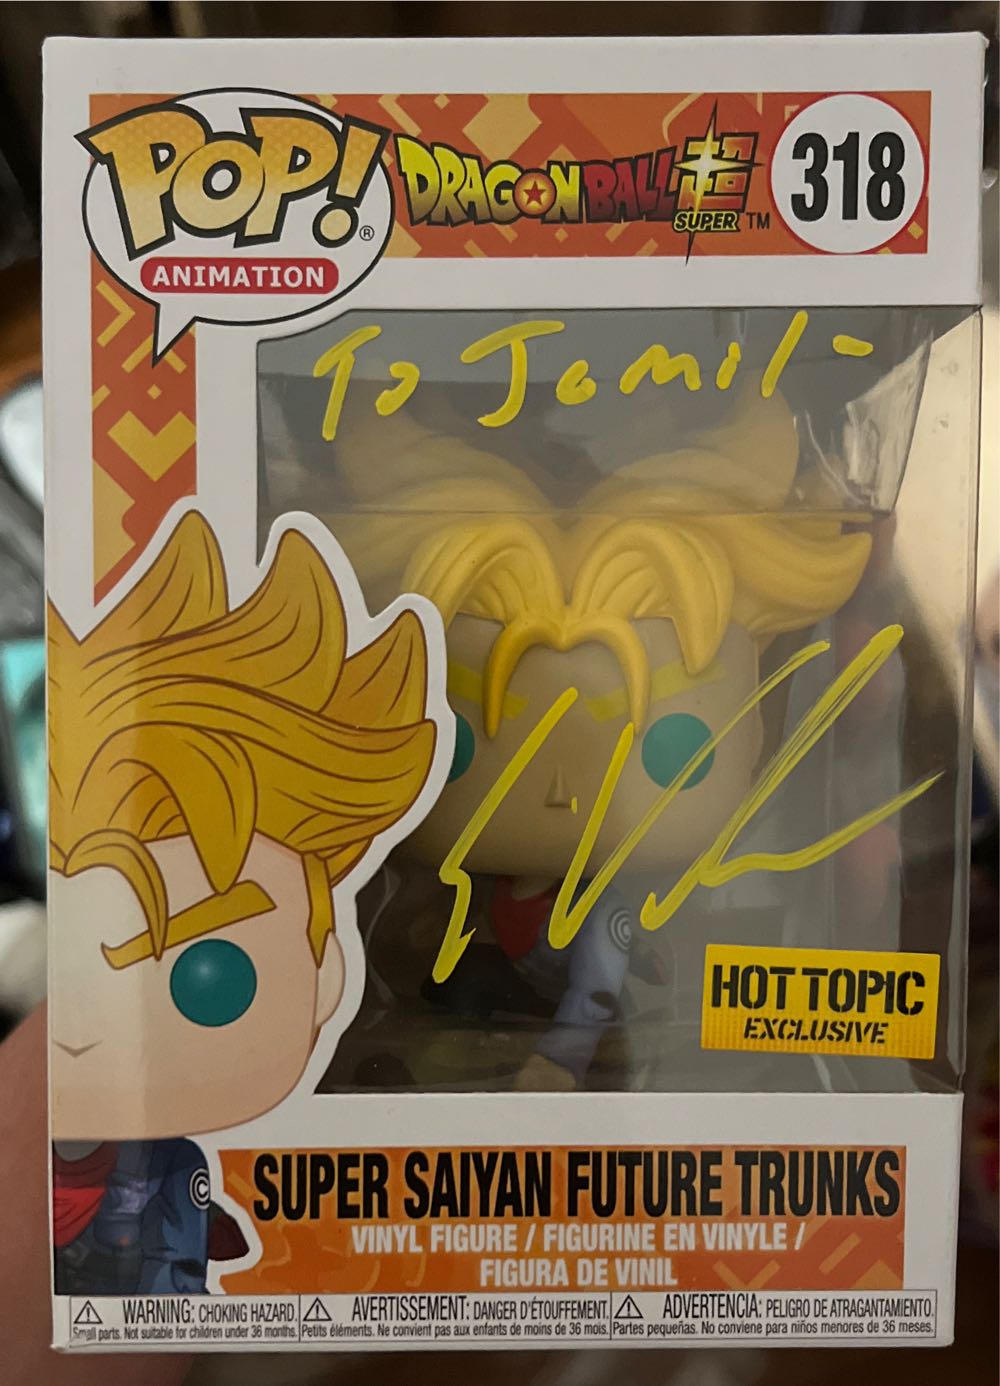 POP!®
ANIMATION
DRAGON BALL
SUPER™
318
To Jamil-
HOT TOPIC
EXCLUSIVE
SUPER SAIYAN FUTURE TRUNKS
VINYL FIGURE / FIGURINE EN VINYLE /
FIGURA DE VINIL
WARNING: CHOKING HAZARD.
Small parts. Not suitable for children under 36 months.
AVERTISSEMENT: DANGER D'ÉTOUFFEMENT.
Petits éléments. Ne convient pas aux enfants de moins de 36 mois.
ADVERTENCIA: PELIGRO DE ATRAGANTAMIENTO.
Partes pequeñas. No conviene para niños menores de 36 meses.